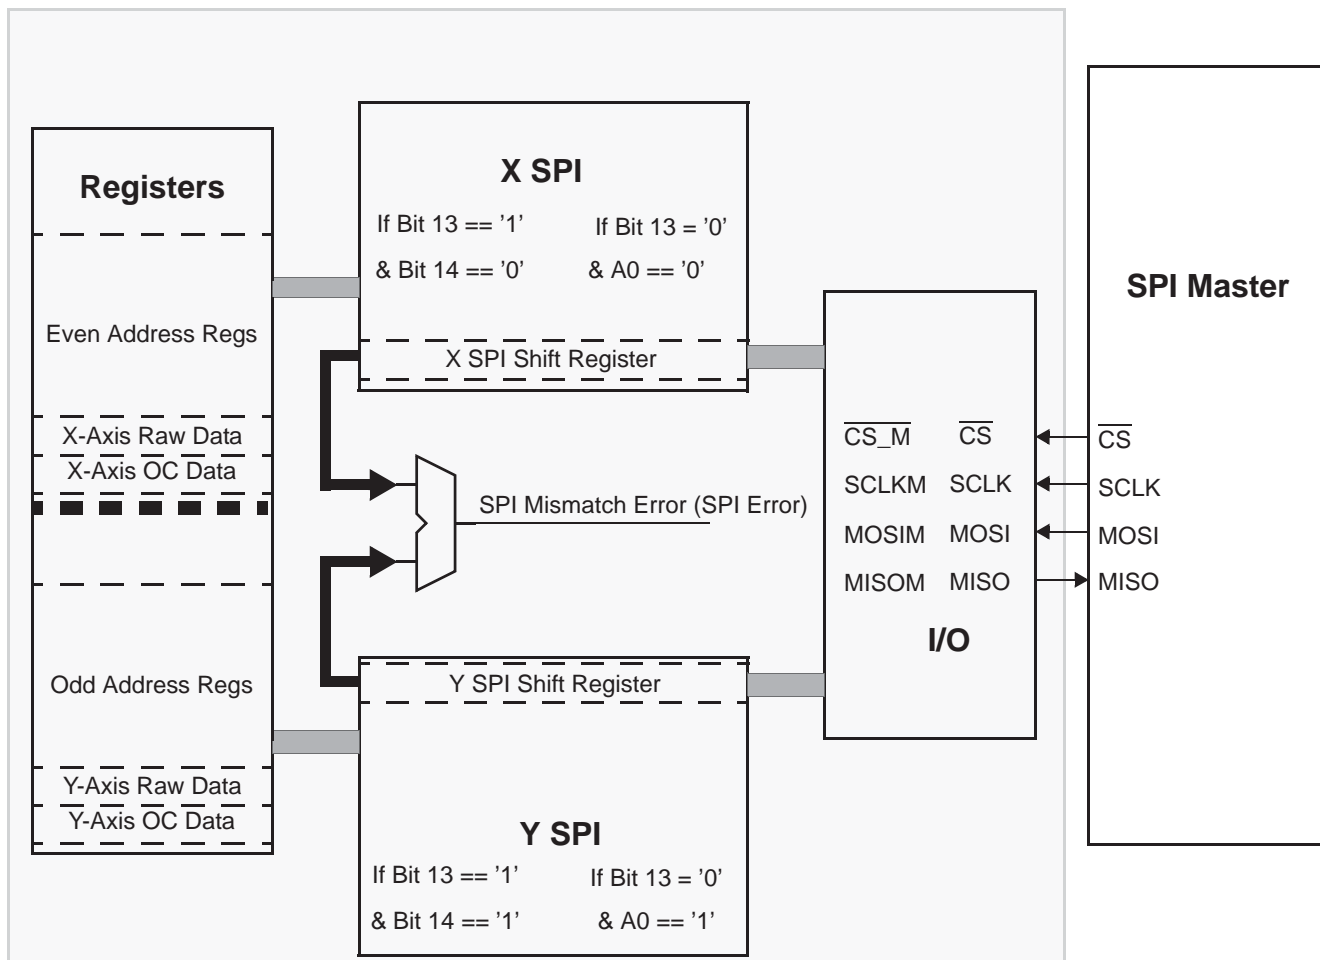 Registers
Even Address Regs
X-Axis Raw Data
X-Axis OC Data
Odd Address Regs
Y-Axis Raw Data
Y-Axis OC Data
X SPI
If Bit 13 == ’1’ If Bit 13 = ’0’
& Bit 14 == ’0’ & A0 == ’0’
X SPI Shift Register
SPI Mismatch Error (SPI Error)
Y SPI Shift Register
Y SPI
If Bit 13 == ’1’ If Bit 13 = ’0’
& Bit 14 == ’1’ & A0 == ’1’
CS_M CS
SCLKM SCLK
MOSIM MOSI
MISOM MISO
I/O
SPI Master
CS
SCLK
MOSI
MISO